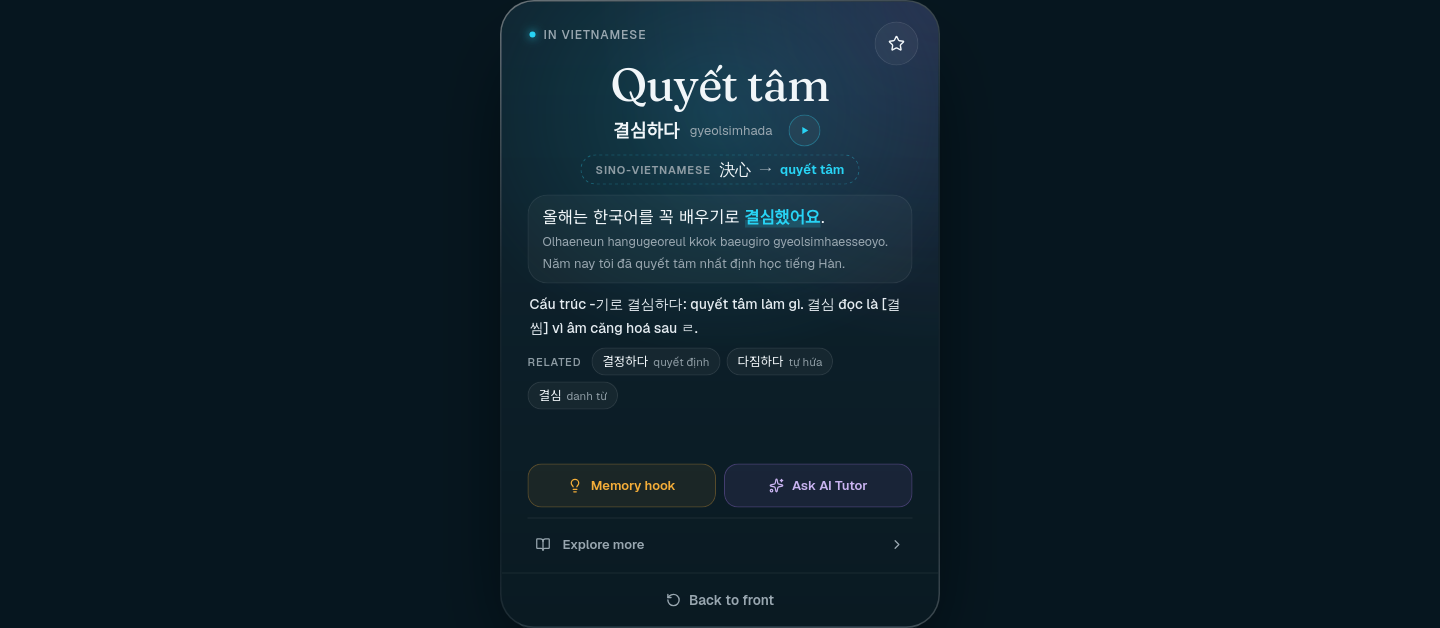 IN VIETNAMESE
Quyết tâm
결심하다 gyeolsimhada
SINO-VIETNAMESE 決心 → quyết tâm
올해는 한국어를 꼭 배우기로 결심했어요.
Olhaeneun hangugeoreul kkok baeugiro gyeolsimhaesseoyo.
Năm nay tôi đã quyết tâm nhất định học tiếng Hàn.
Cấu trúc -기로 결심하다: quyết tâm làm gì. 결심 đọc là [결
씸] vì âm căng hoá sau ㄹ.
RELATED 결정하다 quyết định 다짐하다 tự hứa
결심 danh từ
Memory hook Ask AI Tutor
Explore more
Back to front